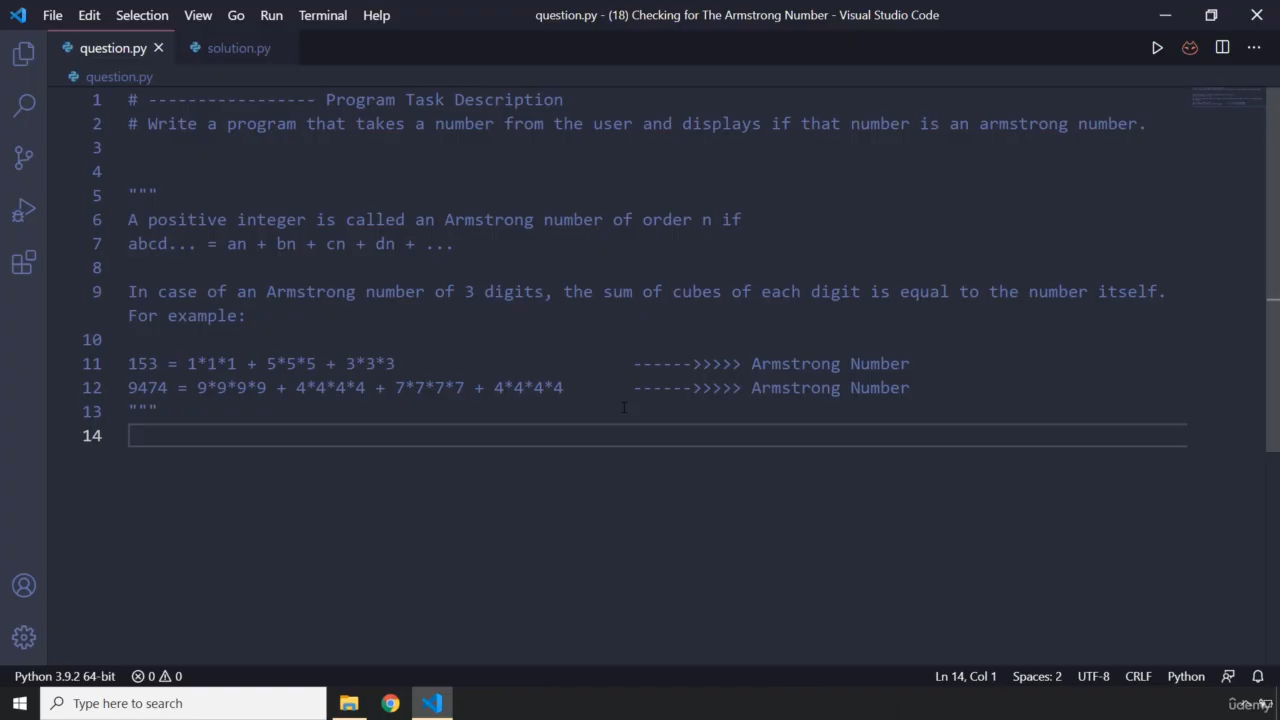 File Edit Selection View Go Run Terminal Help question.py - (18) Checking for The Armstrong Number - Visual Studio Code
question.py solution.py
question.py
1 # ----------------- Program Task Description
2 # Write a program that takes a number from the user and displays if that number is an armstrong number.
3
4
5 """
6 A positive integer is called an Armstrong number of order n if
7 abcd... = an + bn + cn + dn + ...
8
9 In case of an Armstrong number of 3 digits, the sum of cubes of each digit is equal to the number itself.
For example:
10
11 153 = 1*1*1 + 5*5*5 + 3*3*3 ------>>>>> Armstrong Number
12 9474 = 9*9*9*9 + 4*4*4*4 + 7*7*7*7 + 4*4*4*4 ------>>>>> Armstrong Number
13 """
14
Python 3.9.2 64-bit 0 0 Ln 14, Col 1 Spaces: 2 UTF-8 CRLF Python
Type here to search
udemy